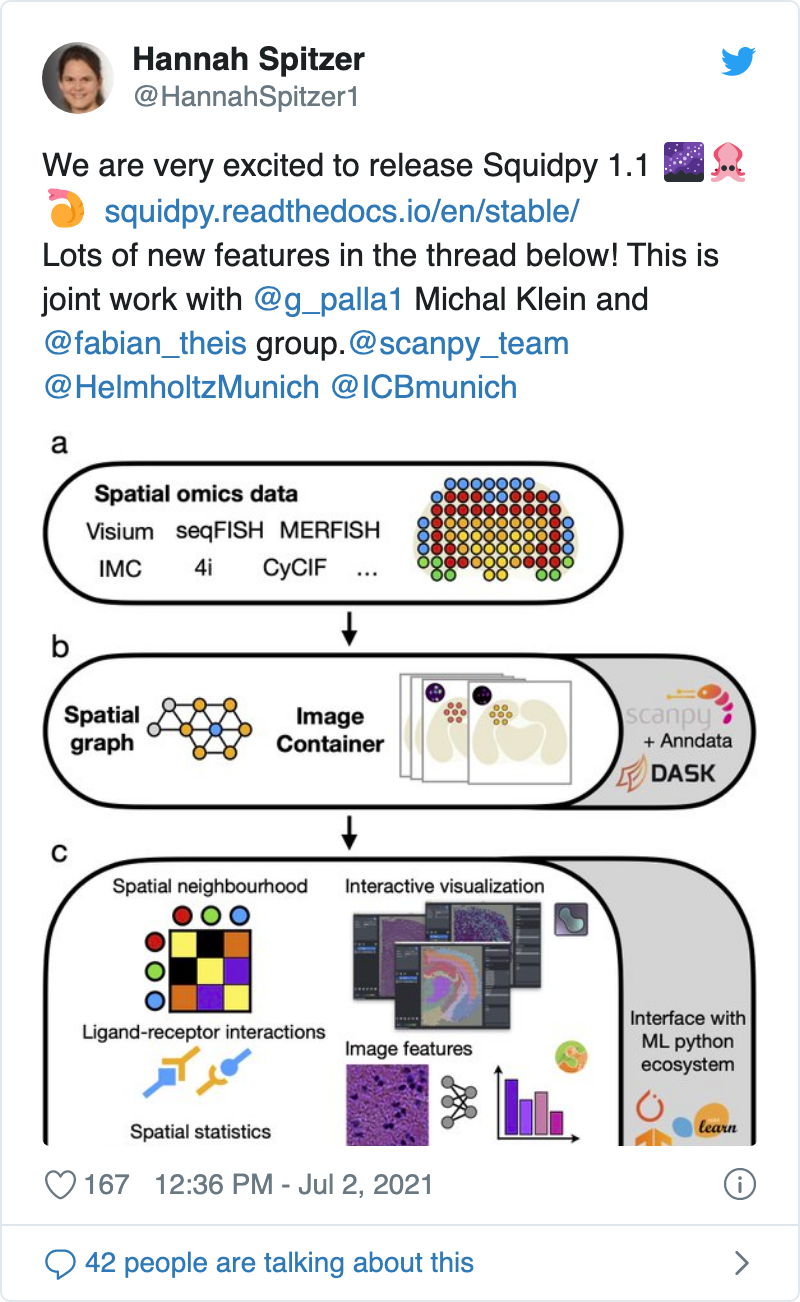 Hannah Spitzer
@HannahSpitzer1
We are very excited to release Squidpy 1.1 🌌🦑
🦐 squidpy.readthedocs.io/en/stable/
Lots of new features in the thread below! This is
joint work with @g_palla1 Michal Klein and
@fabian_theis group.@scanpy_team
@HelmholtzMunich @ICBmunich
a
Spatial omics data
Visium seqFISH MERFISH
IMC 4i CyCIF ...
b
Spatial
graph
Image
Container
scanpy
+ Anndata
DASK
c
Spatial neighbourhood
Interactive visualization
Ligand-receptor interactions
Image features
Spatial statistics
Interface with
ML python
ecosystem
learn
167 12:36 PM - Jul 2, 2021
42 people are talking about this